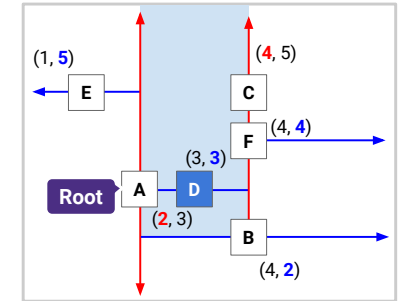 (4, 5)
(1, 5)
E
C
F
(4, 4)
(3, 3)
Root
A
D
(2, 3)
B
(4, 2)